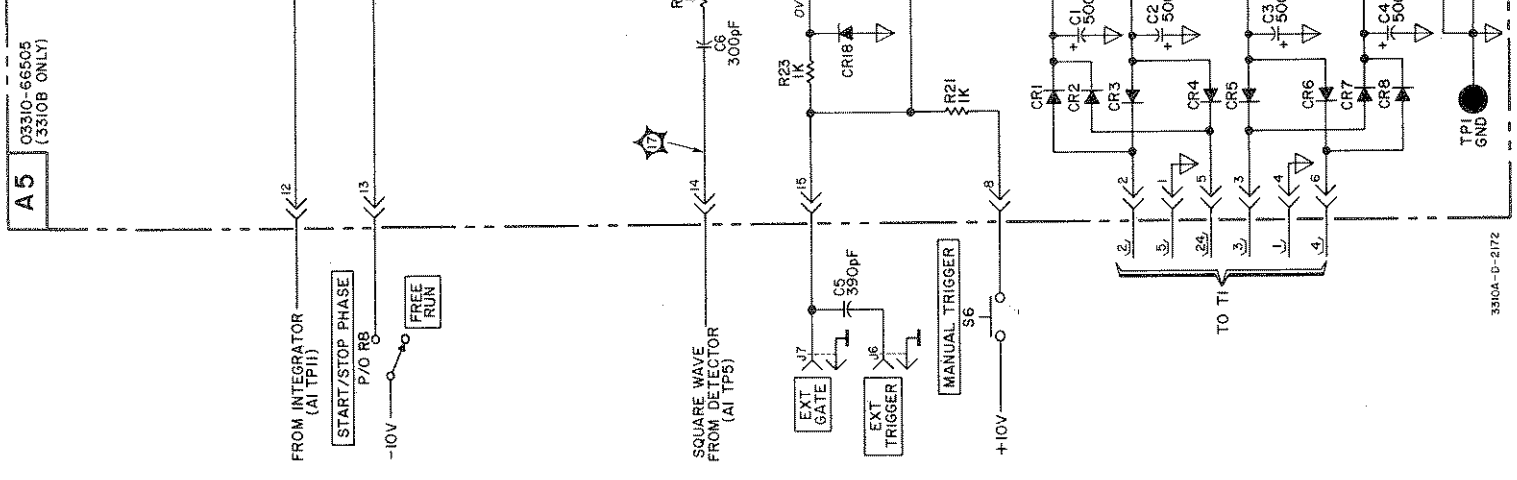 A5
03310-66505
(3310B ONLY)
12
13
FROM INTEGRATOR
(A1 TP11)
START/STOP PHASE
P/O R8
FREE
RUN
-10V
C6
300pF
17
14
SQUARE WAVE
FROM DETECTOR
(A1 TP5)
0V
R23
1K
CR18
R21
1K
15
8
C5
390pF
J7
EXT
GATE
J6
EXT
TRIGGER
MANUAL TRIGGER
S6
+10V
C1
+
C2
+
C3
+
C4
+
CR1
CR2
CR3
CR4
CR5
CR6
CR7
CR8
TP1
GND
2
1
5
3
4
6
2
5
24
3
1
4
TO T1
3310A-D-2172